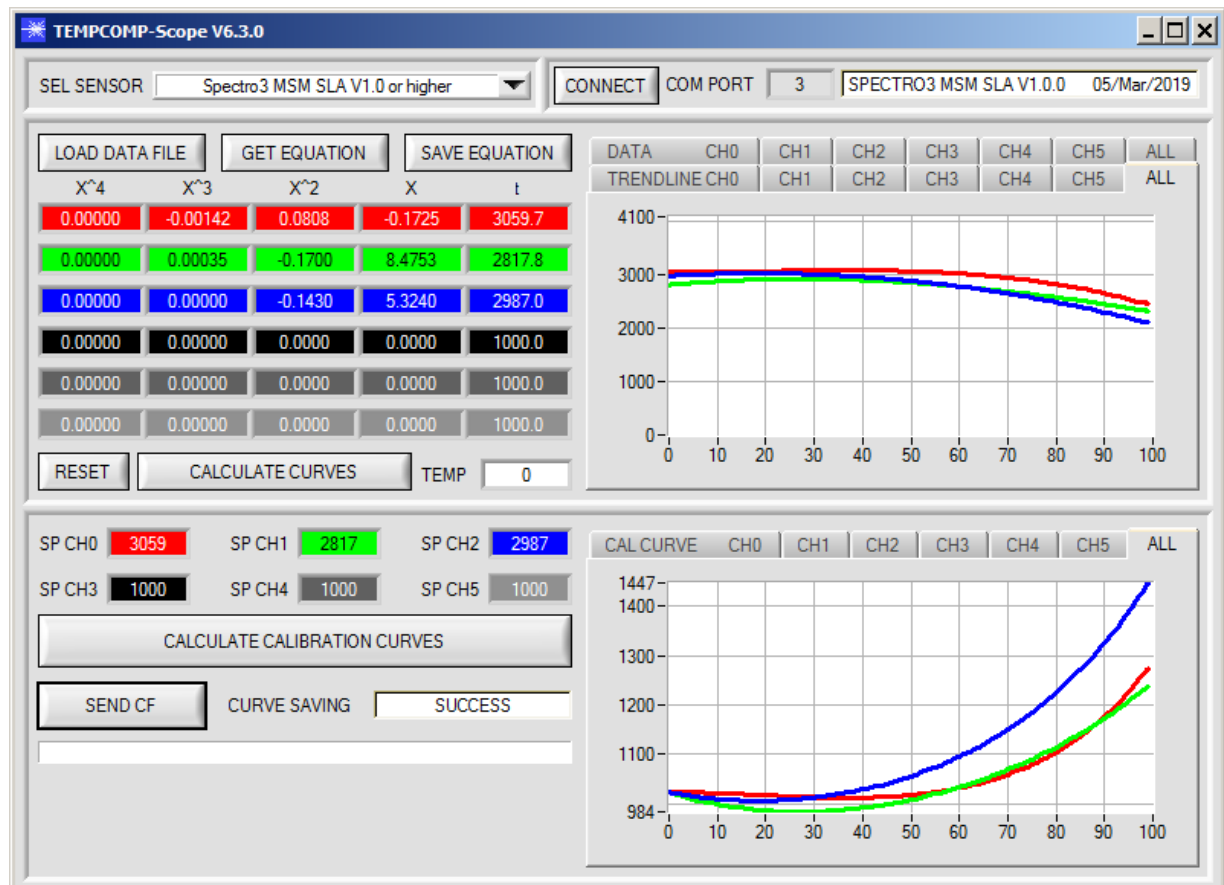 TEMPCOMP-Scope V6.3.0
SEL SENSOR Spectro3 MSM SLA V1.0 or higher
CONNECT COM PORT 3 SPECTRO3 MSM SLA V1.0.0 05/Mar/2019
LOAD DATA FILE GET EQUATION SAVE EQUATION
X^4 X^3 X^2 X t
0.00000 -0.00142 0.0808 -0.1725 3059.7
0.00000 0.00035 -0.1700 8.4753 2817.8
0.00000 0.00000 -0.1430 5.3240 2987.0
0.00000 0.00000 0.0000 0.0000 1000.0
0.00000 0.00000 0.0000 0.0000 1000.0
0.00000 0.00000 0.0000 0.0000 1000.0
RESET CALCULATE CURVES TEMP 0
DATA CH0 CH1 CH2 CH3 CH4 CH5 ALL
TRENDLINE CH0 CH1 CH2 CH3 CH4 CH5 ALL
4100
3000
2000
1000
0
0 10 20 30 40 50 60 70 80 90 100
SP CH0 3059 SP CH1 2817 SP CH2 2987
SP CH3 1000 SP CH4 1000 SP CH5 1000
CALCULATE CALIBRATION CURVES
SEND CF CURVE SAVING SUCCESS
CAL CURVE CH0 CH1 CH2 CH3 CH4 CH5 ALL
1447
1400
1300
1200
1100
984
0 10 20 30 40 50 60 70 80 90 100